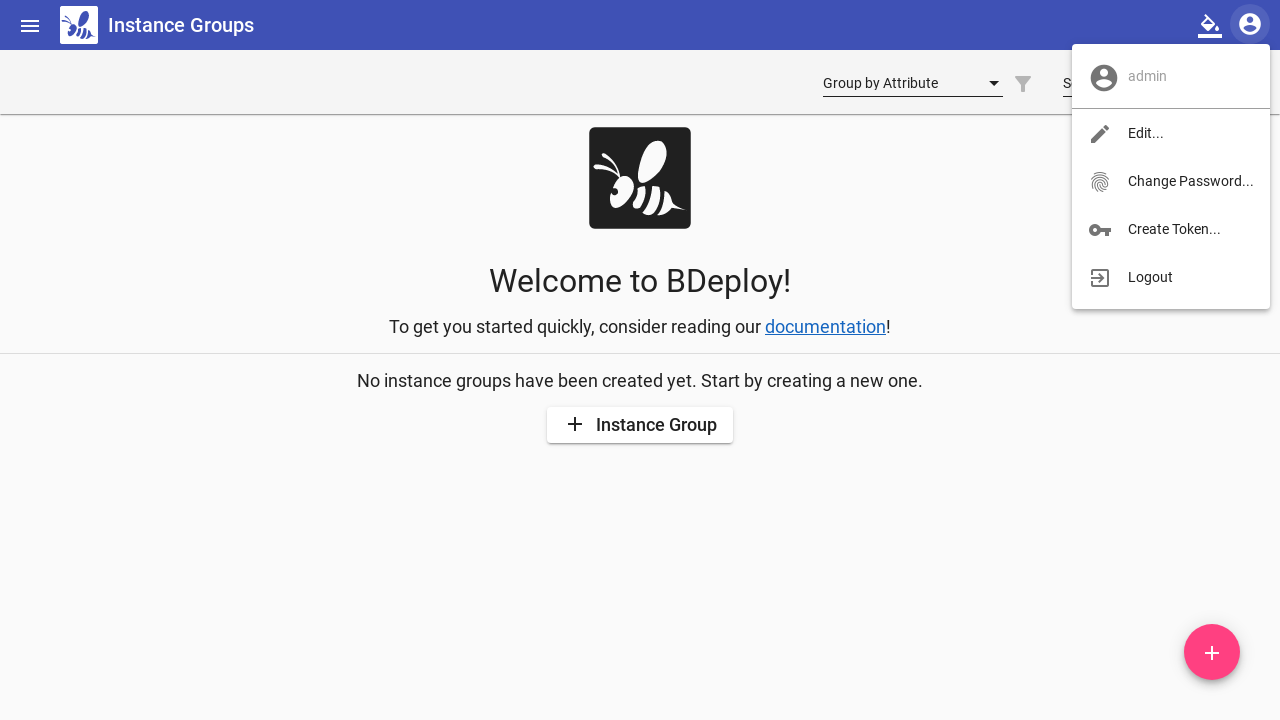 Instance Groups
Group by Attribute
admin
Edit...
Change Password...
Create Token...
Logout
Welcome to BDeploy!
To get you started quickly, consider reading our documentation!
No instance groups have been created yet. Start by creating a new one.
Instance Group